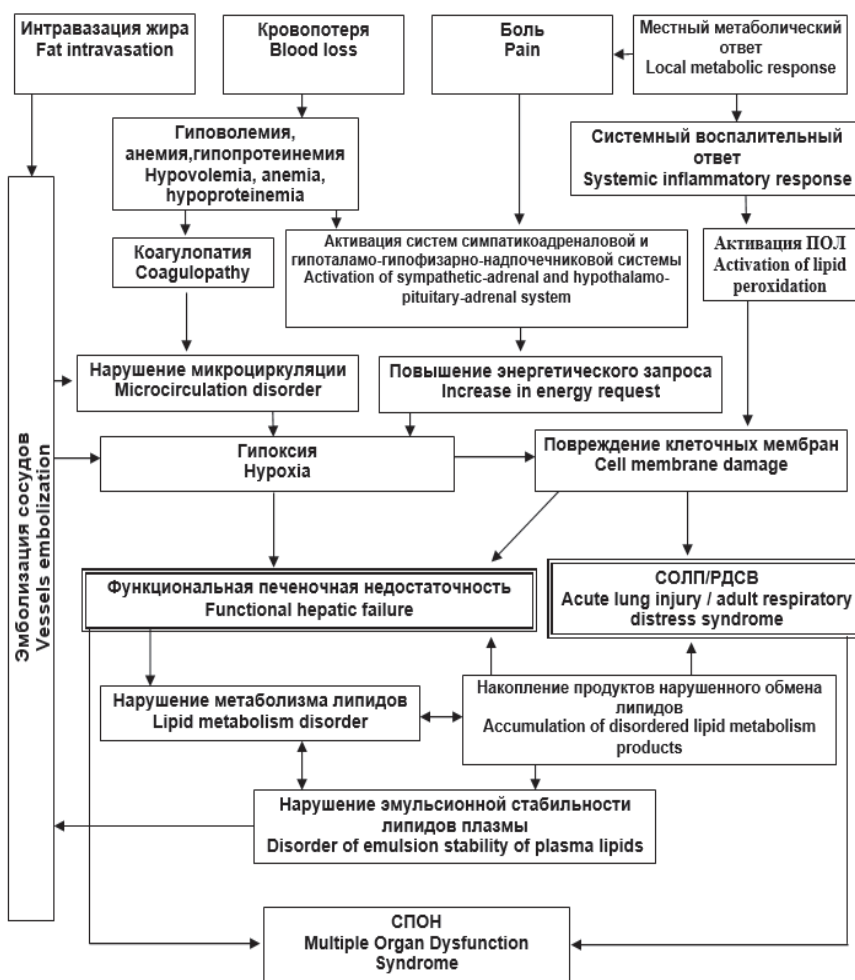 Интравазация жира
Fat intravasation
Кровопотеря
Blood loss
Боль
Pain
Местный метаболический
ответ
Local metabolic response
Гиповолемия,
анемия,гипопротеинемия
Hypovolemia, anemia,
hypoproteinemia
Системный воспалительный
ответ
Systemic inflammatory response
Коагулопатия
Coagulopathy
Активация систем симпатикоадреналовой и
гипоталамо-гипофизарно-надпочечниковой системы
Activation of sympathetic-adrenal and hypothalamo-
pituitary-adrenal system
Активация ПОЛ
Activation of lipid
peroxidation
Эмболизация сосудов
Vessels embolization
Нарушение микроциркуляции
Microcirculation disorder
Повышение энергетического запроса
Increase in energy request
Гипоксия
Hypoxia
Повреждение клеточных мембран
Cell membrane damage
Функциональная печеночная недостаточность
Functional hepatic failure
СОЛП/РДСВ
Acute lung injury / adult respiratory
distress syndrome
Нарушение метаболизма липидов
Lipid metabolism disorder
Накопление продуктов нарушенного обмена
липидов
Accumulation of disordered lipid metabolism
products
Нарушение эмульсионной стабильности
липидов плазмы
Disorder of emulsion stability of plasma lipids
СПОН
Multiple Organ Dysfunction
Syndrome